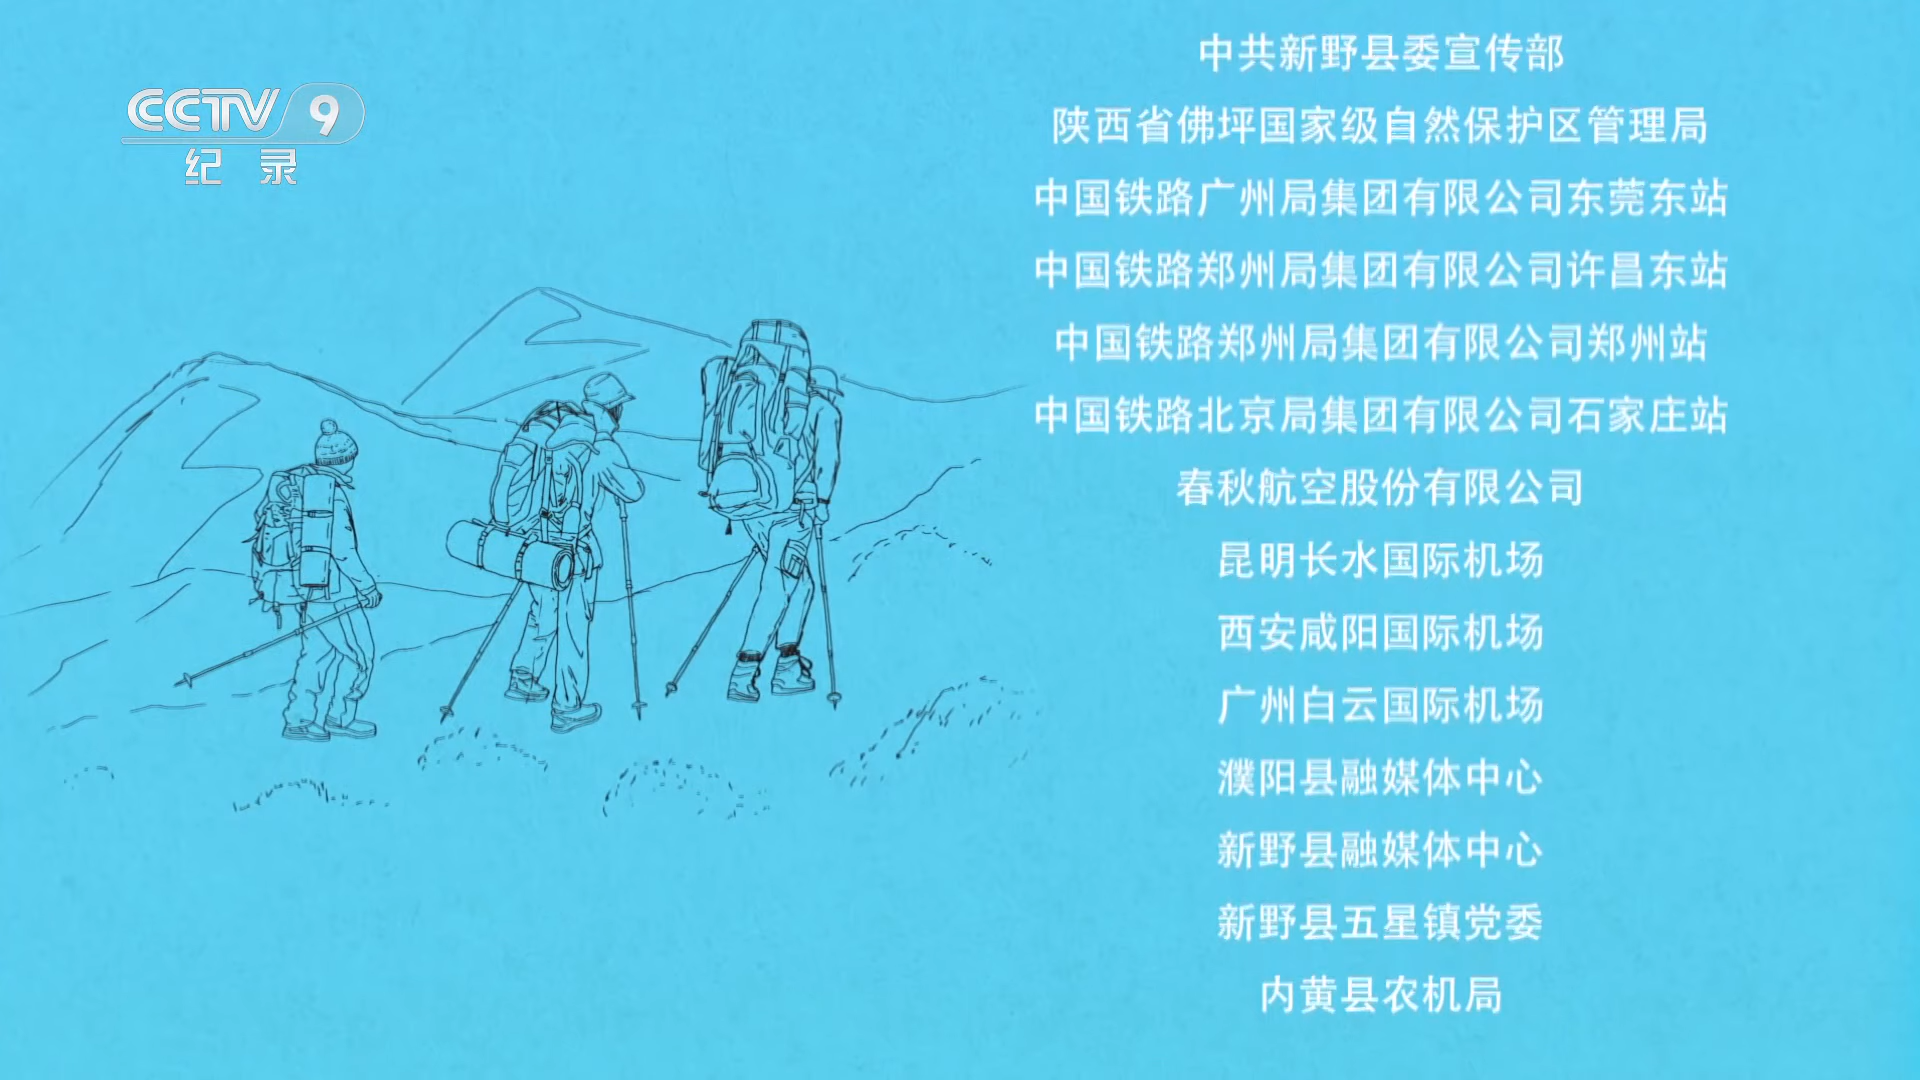 CCTV 9
纪录
中共新野县委宣传部
陕西省佛坪国家级自然保护区管理局
中国铁路广州局集团有限公司东莞东站
中国铁路郑州局集团有限公司许昌东站
中国铁路郑州局集团有限公司郑州站
中国铁路北京局集团有限公司石家庄站
春秋航空股份有限公司
昆明长水国际机场
西安咸阳国际机场
广州白云国际机场
濮阳县融媒体中心
新野县融媒体中心
新野县五星镇党委
内黄县农机局